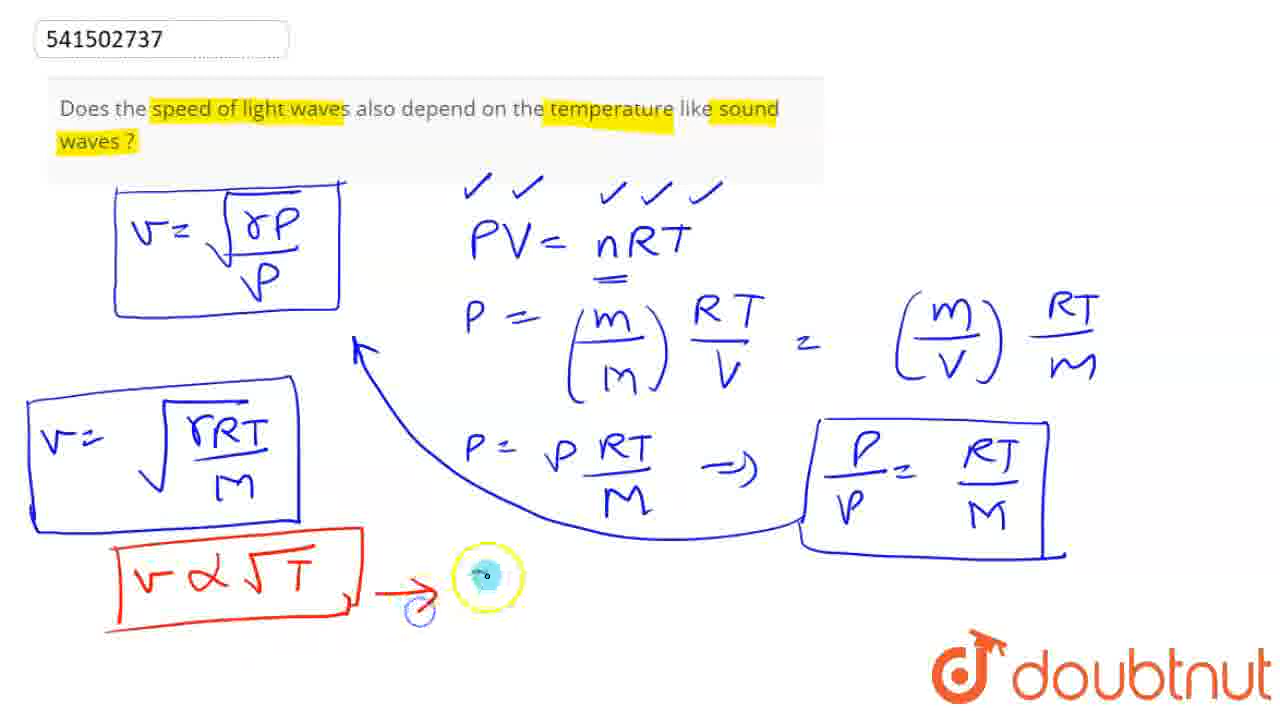 541502737
Does the speed of light waves also depend on the temperature like sound
waves ?
v = √(γP/ρ)
PV = nRT
P = (m/M) RT/V = (m/V) RT/M
v = √(γRT/M)
P = ρ RT/M ⇒ P/ρ = RT/M
v ∝ √T →
doubtnut